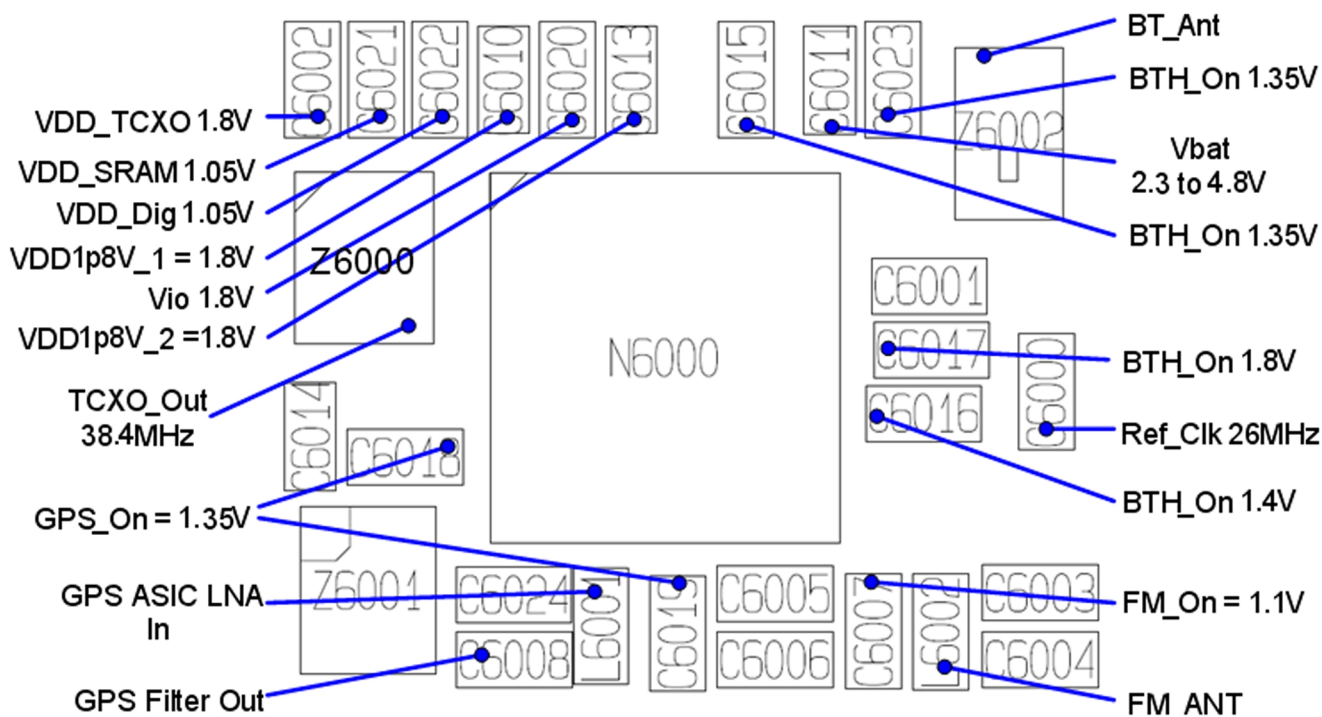 C6002
C6021
C6022
C6010
C6020
C6013
C6015
C6011
C6023
Z6002
BT_Ant
BTH_On 1.35V
Vbat
2.3 to 4.8V
BTH_On 1.35V
VDD_TCXO 1.8V
VDD_SRAM 1.05V
VDD_Dig 1.05V
VDD1p8V_1 = 1.8V
Vio 1.8V
VDD1p8V_2 =1.8V
Z6000
TCXO_Out
38.4MHz
N6000
C6001
C6017
C6016
C6000
BTH_On 1.8V
Ref_Clk 26MHz
BTH_On 1.4V
C6014
C6018
GPS_On = 1.35V
Z6001
GPS ASIC LNA
In
GPS Filter Out
C6024
C6008
L6001
C6019
C6005
C6006
C6007
L6002
C6003
C6004
FM_On = 1.1V
FM_ANT